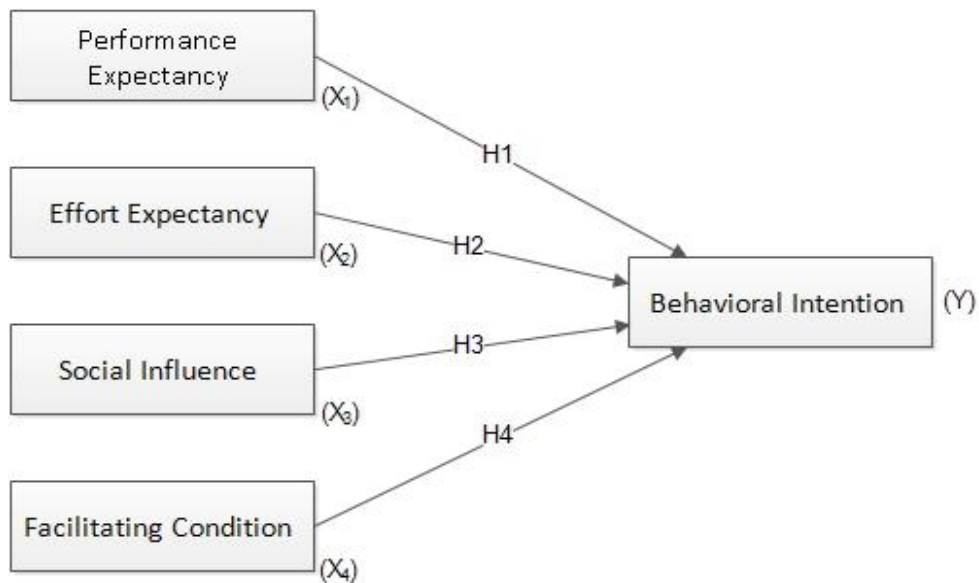 Performance
Expectancy
(X₁)
H1
Effort Expectancy
(X₂)
H2
Behavioral Intention
(Y)
Social Influence
(X₃)
H3
H4
Facilitating Condition
(X₄)